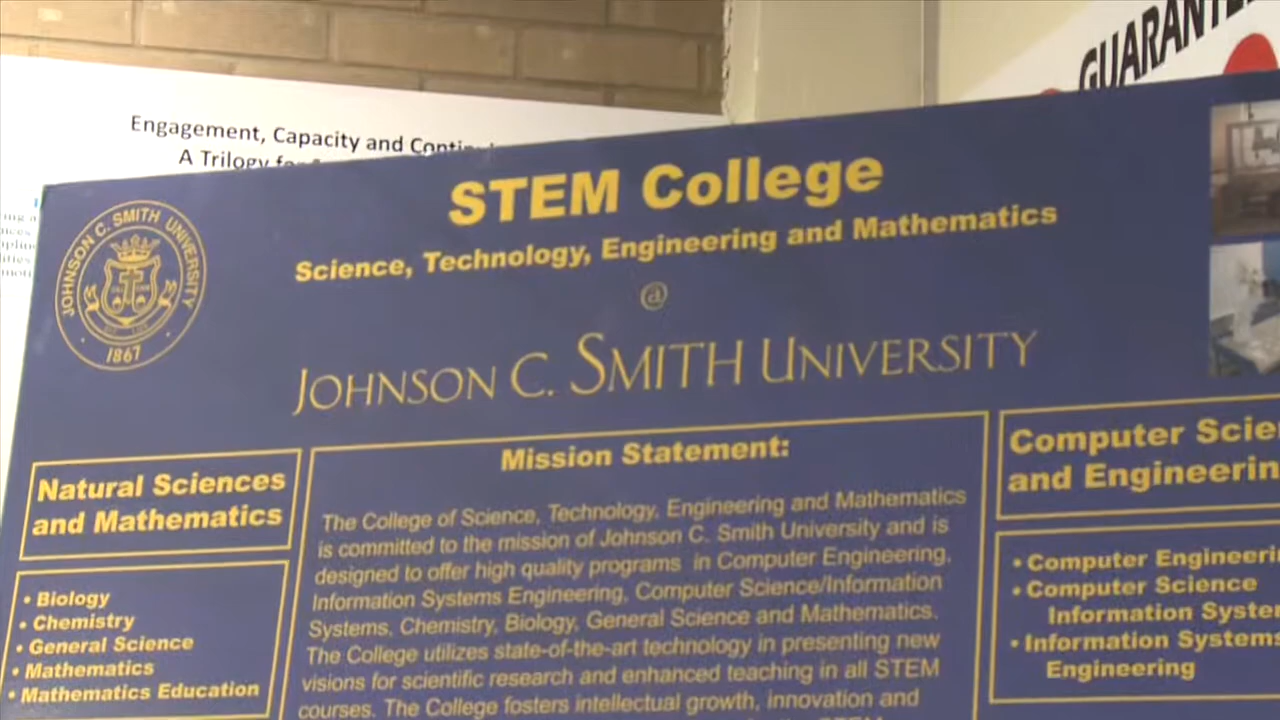 GUARANTE
Engagement, Capacity and
A Trilogy
STEM College
Science, Technology, Engineering and Mathematics
@
JOHNSON C. SMITH UNIVERSITY
JOHNSON C. SMITH UNIVERSITY
1867
Natural Sciences
and Mathematics
• Biology
• Chemistry
• General Science
• Mathematics
• Mathematics Education
Mission Statement:
The College of Science, Technology, Engineering and Mathematics
is committed to the mission of Johnson C. Smith University and is
designed to offer high quality programs in Computer Engineering,
Information Systems Engineering, Computer Science/Information
Systems, Chemistry, Biology, General Science and Mathematics.
The College utilizes state-of-the-art technology in presenting new
visions for scientific research and enhanced teaching in all STEM
courses. The College fosters intellectual growth, innovation and
Computer Scie
and Engineerin
• Computer Engineeri
• Computer Science
Information Syste
• Information Systems
Engineering